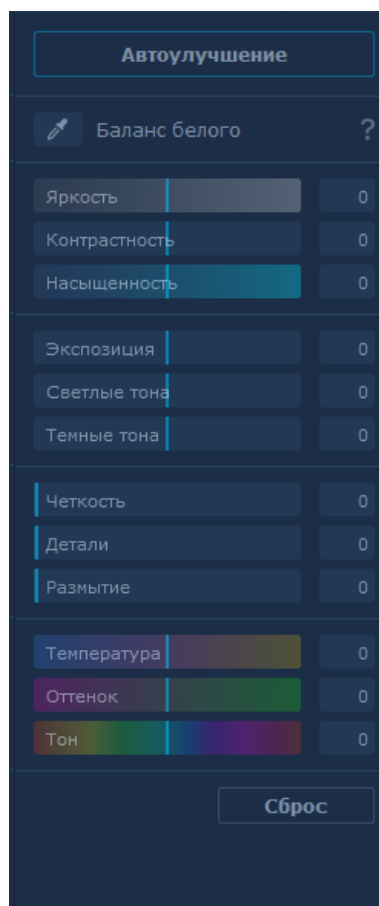 Автоулучшение
Баланс белого ?
Яркость 0
Контрастность 0
Насыщенность 0
Экспозиция 0
Светлые тона 0
Темные тона 0
Четкость 0
Детали 0
Размытие 0
Температура 0
Оттенок 0
Тон 0
Сброс